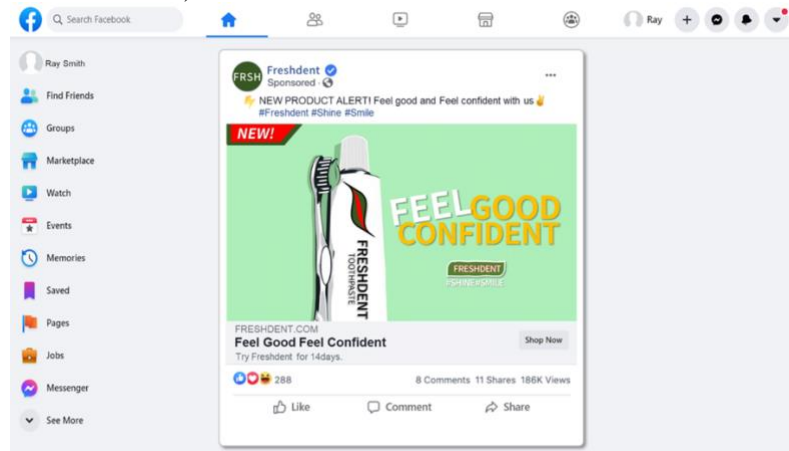 Search Facebook
Ray
Ray Smith
Find Friends
Groups
Marketplace
Watch
Events
Memories
Saved
Pages
Jobs
Messenger
See More
FRSH
Freshdent
Sponsored ·
NEW PRODUCT ALERT! Feel good and Feel confident with us
#Freshdent #Shine #Smile
NEW!
FRESHDENT
TOOTHPASTE
FEEL GOOD
CONFIDENT
FRESHDENT
#SHINE#SMILE
FRESHDENT.COM
Feel Good Feel Confident
Try Freshdent for 14days.
Shop Now
288
8 Comments 11 Shares 186K Views
Like Comment Share